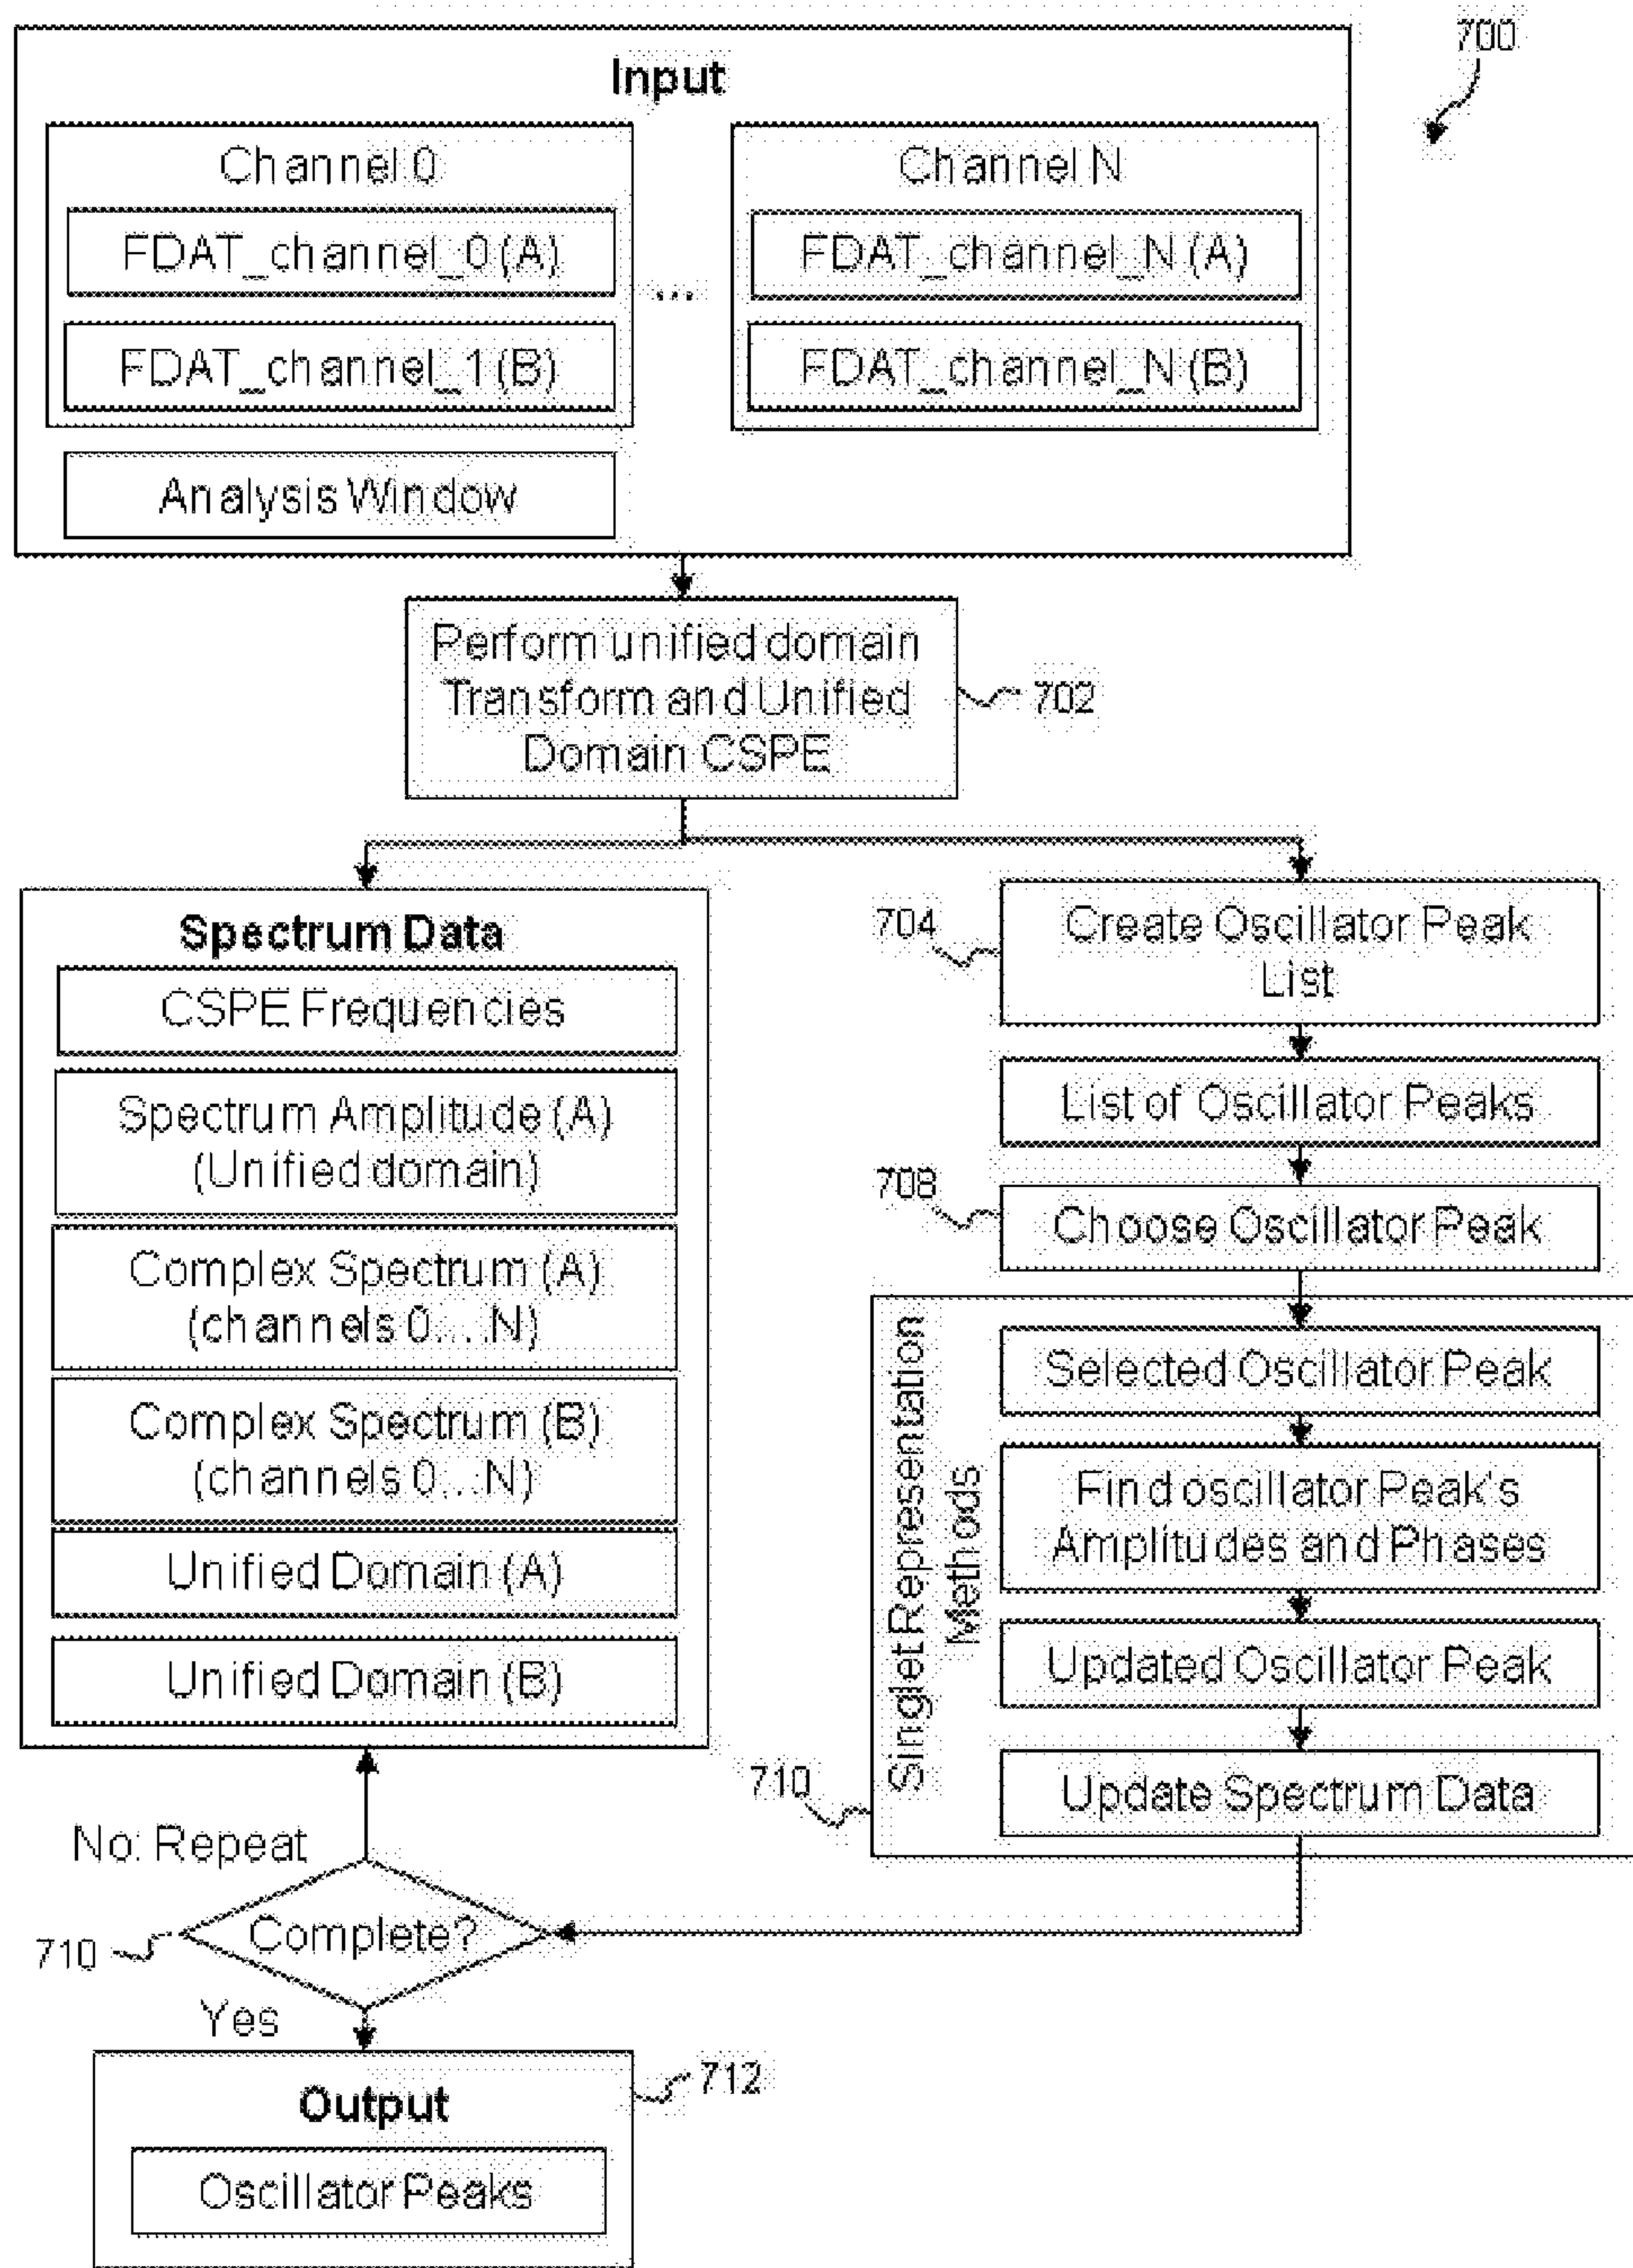 700
Input
Channel 0
FDAT_channel_0 (A)
FDAT_channel_1 (B)
...
Channel N
FDAT_channel_N (A)
FDAT_channel_N (B)
Analysis Window
Perform unified domain
Transform and Unified
Domain CSPE
702
Spectrum Data
CSPE Frequencies
Spectrum Amplitude (A)
(Unified domain)
Complex Spectrum (A)
(channels 0....N)
Complex Spectrum (B)
(channels 0...N)
Unified Domain (A)
Unified Domain (B)
704
Create Oscillator Peak
List
List of Oscillator Peaks
708
Choose Oscillator Peak
Singlet Representation
Methods
Selected Oscillator Peak
Find oscillator Peak's
Amplitudes and Phases
Updated Oscillator Peak
Update Spectrum Data
710
No: Repeat
Complete?
710
Yes
712
Output
Oscillator Peaks